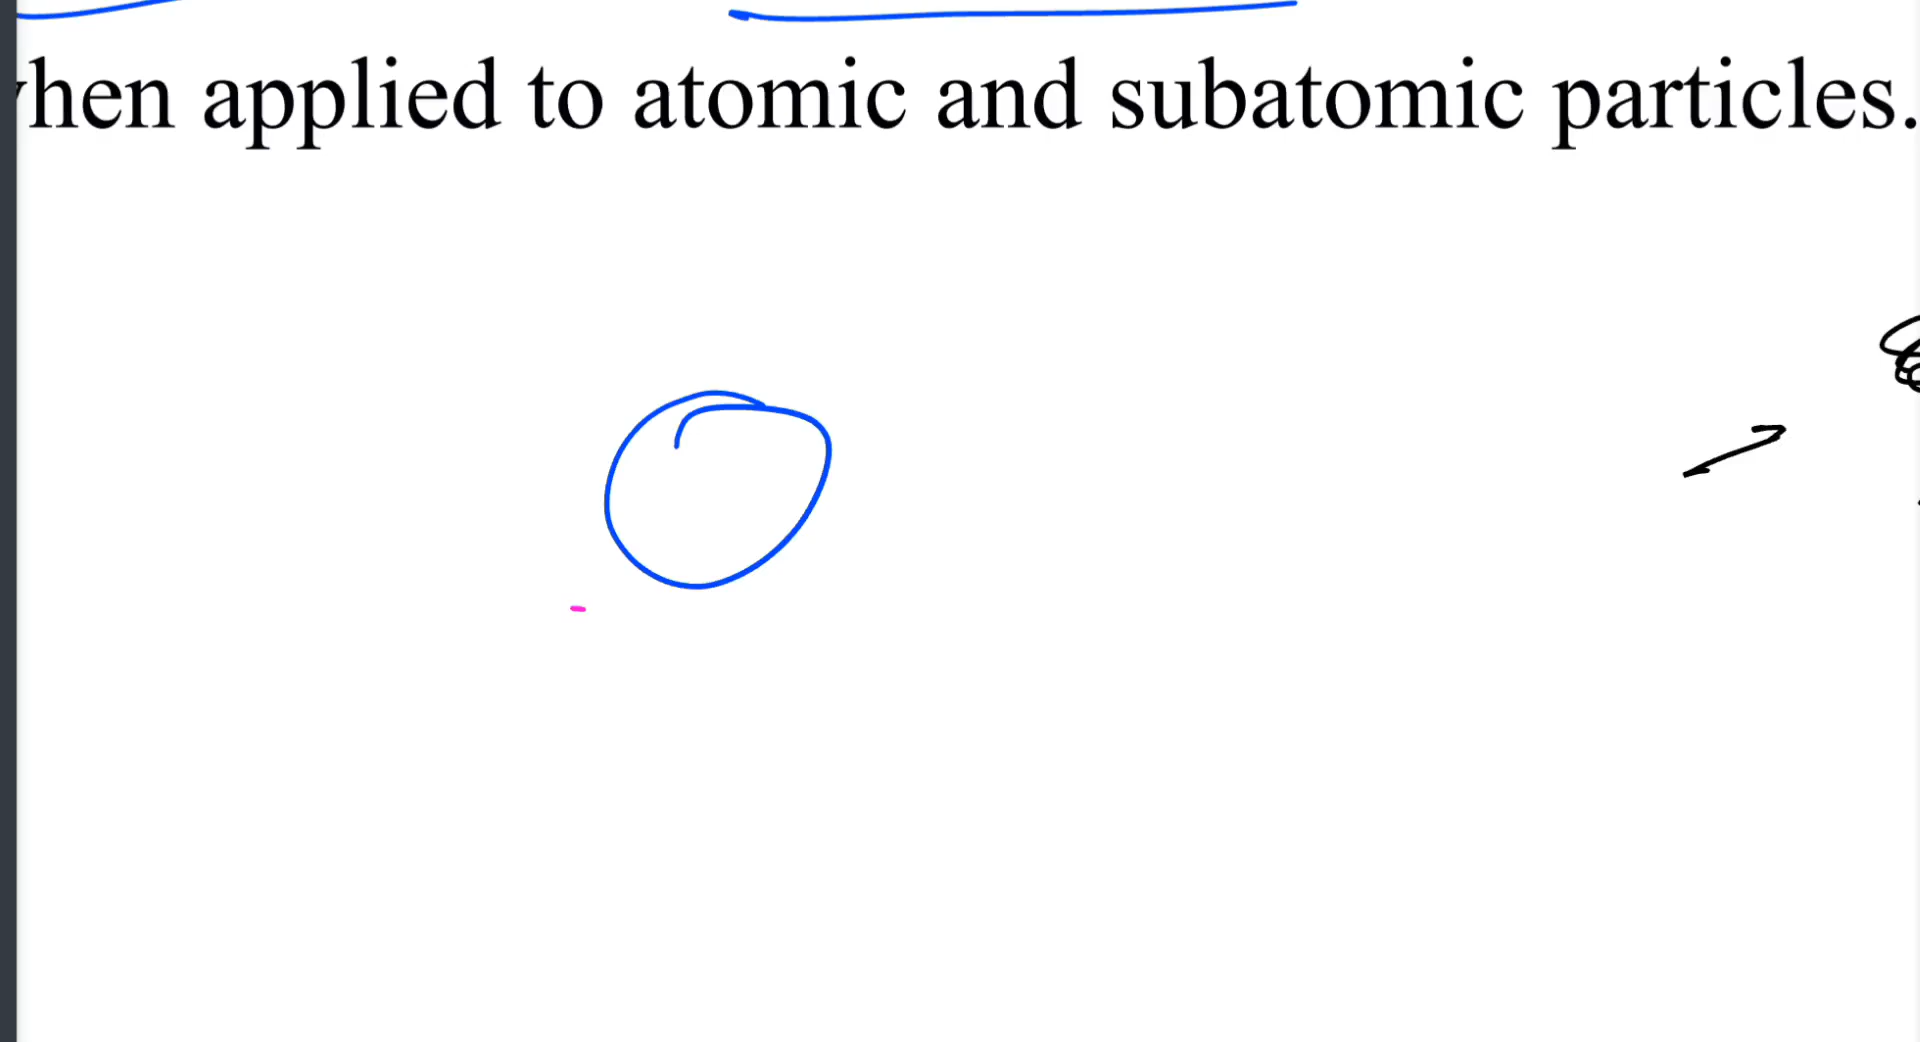 hen applied to atomic and subatomic particles.